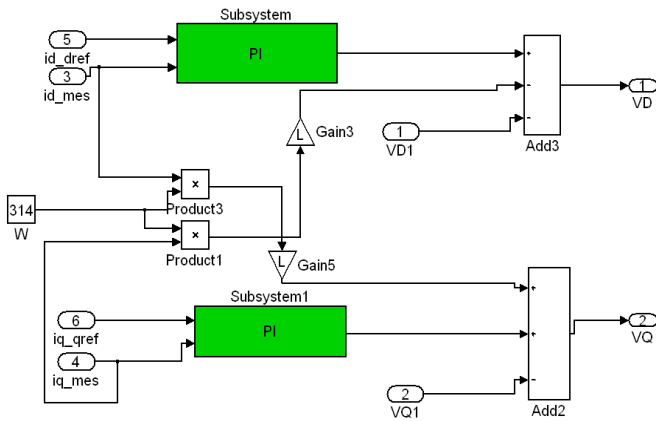 Subsystem
5
id_dref
PI
3
id_mes
+
-
-
1
VD
Add3
L
Gain3
1
VD1
314
W
×
Product3
×
Product1
L
Gain5
Subsystem1
6
iq_qref
PI
4
iq_mes
+
+
-
2
VQ
2
VQ1
Add2